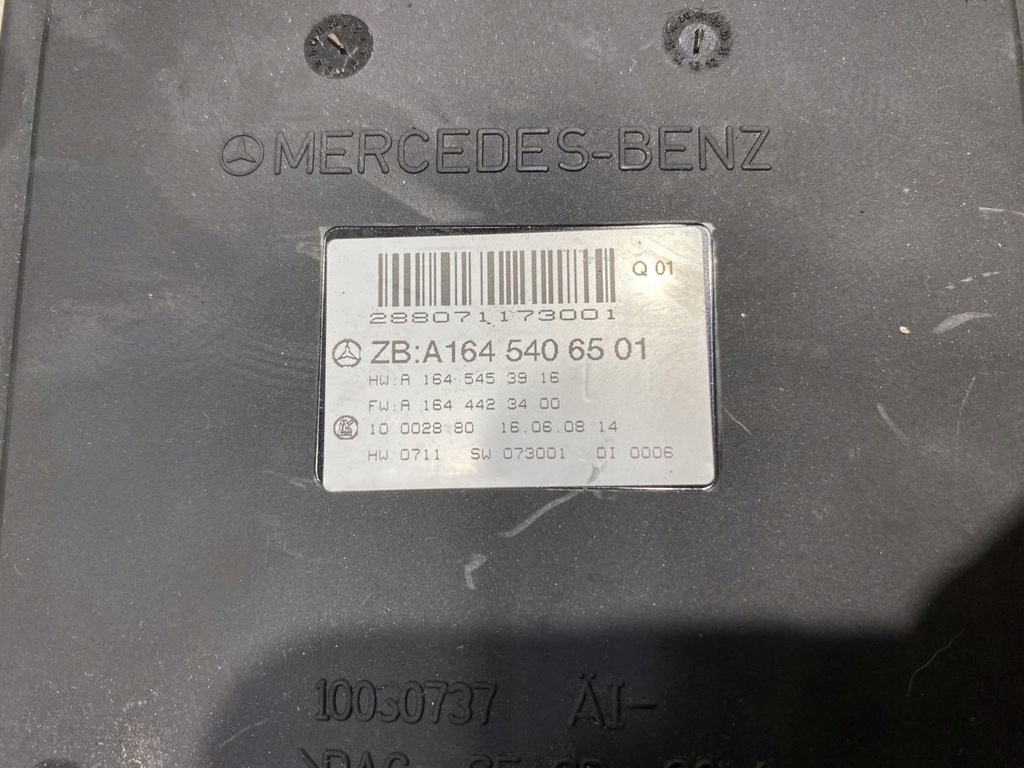 MERCEDES-BENZ
Q 01
288071173001
ZB:A164 540 65 01
HW:A 164 545 39 16
FW:A 164 442 34 00
10 0028 80 16.06.08 14
HW 0711 SW 073001 DI 0006
10030737 ÄI-